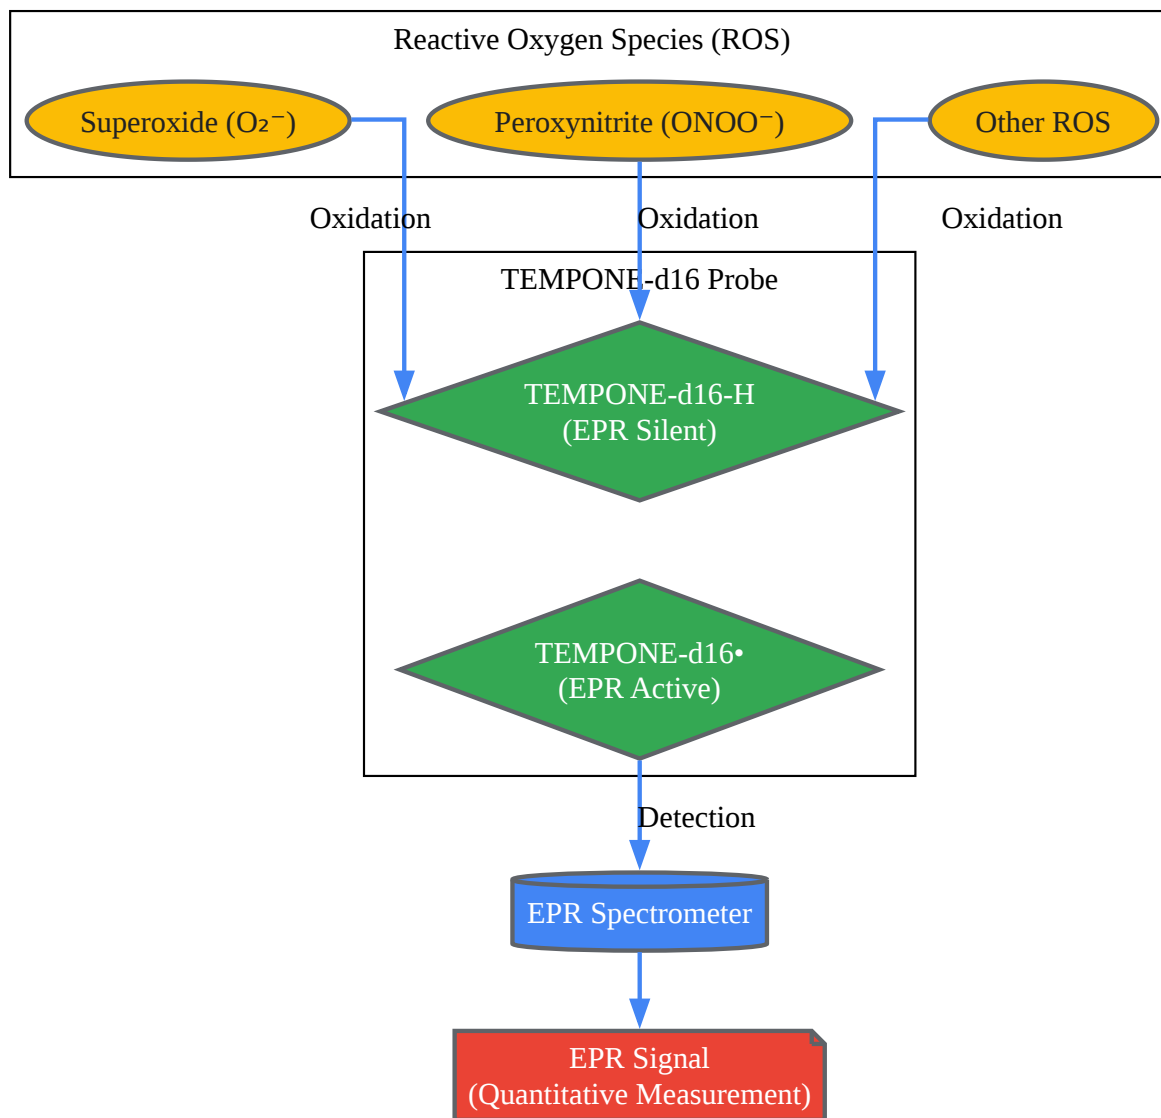 Reactive Oxygen Species (ROS)
Superoxide (O₂⁻)
Peroxynitrite (ONOO⁻)
Other ROS
Oxidation
Oxidation
Oxidation
TEMPONE-d16 Probe
TEMPONE-d16-H
(EPR Silent)
TEMPONE-d16•
(EPR Active)
Detection
EPR Spectrometer
EPR Signal
(Quantitative Measurement)